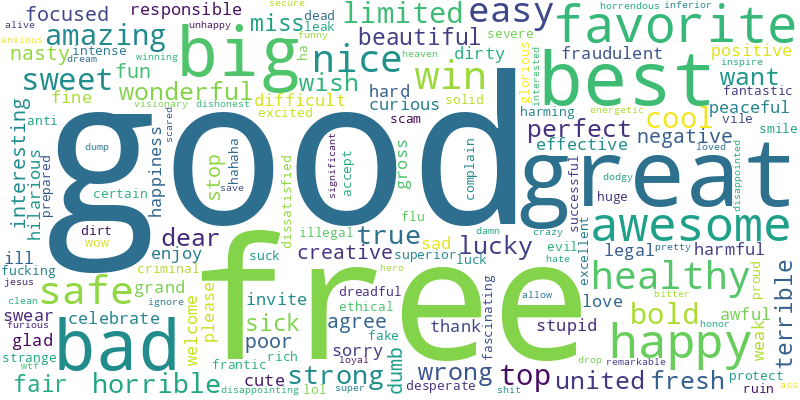 focused
responsible
miss
dead
leak
alive
unhappy
limited
easy
horrendous
inferior
secure
favorite
amazing
intense
anxious
dream
winning
big
funny
ha
heaven
beautiful
dirty
severe
nasty
sweet
fun
nice
wish
win
glorious
interested
best
fraudulent
positive
inspire
want
fantastic
wonderful
fine
visionary
dishonest
difficult
excited
hard
curious
scam
solid
harming
energetic
cool
peaceful
vile
smile
interesting
anti
hilarious
prepared
happiness
scared
good
dump
stop
hahaha
save
certain
significant
accept
gross
complain
perfect
effective
negative
loved
disappointed
successful
dodgy
great
huge
dirt
wow
dear
enjoy
dissatisfied
illegal
flu
true
creative
sad
superior
luck
lucky
damn
crazy
evil
hate
excellent
awesome
legal
pretty
harmful
ill
fucking
jesus
criminal
suck
free
hero
fascinating
allow
healthy
bitter
proud
terrible
safe
grand
clean
ignore
swear
furious
celebrate
welcome
please
invite
dreadful
ethical
fake
agree
thank
stupid
love
bold
honor
awful
weak
glad
strange
wtf
bad
sick
poor
rich
frantic
sorry
loyal
dumb
wrong
desperate
top
shit
drop
remarkable
happy
fair
horrible
disappointing
cute
lol
super
strong
united
fresh
protect
ruin
ass